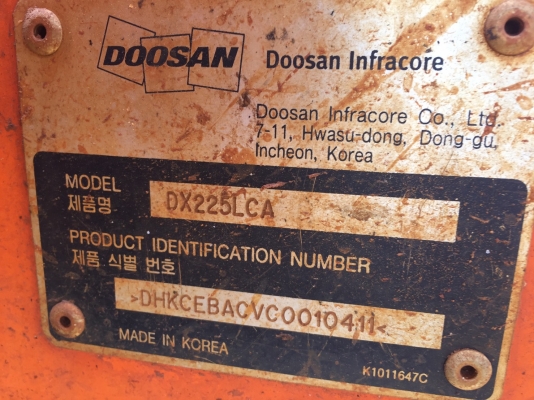 DOOSAN Doosan Infracore
Doosan Infracore Co., Ltd.
7-11, Hwasu-dong, Dong-gu,
Incheon, Korea
MODEL
제품명
DX225LCA
PRODUCT IDENTIFICATION NUMBER
제품 식별 번호
>DHKCEBACVC0010411<
MADE IN KOREA
K1011647C